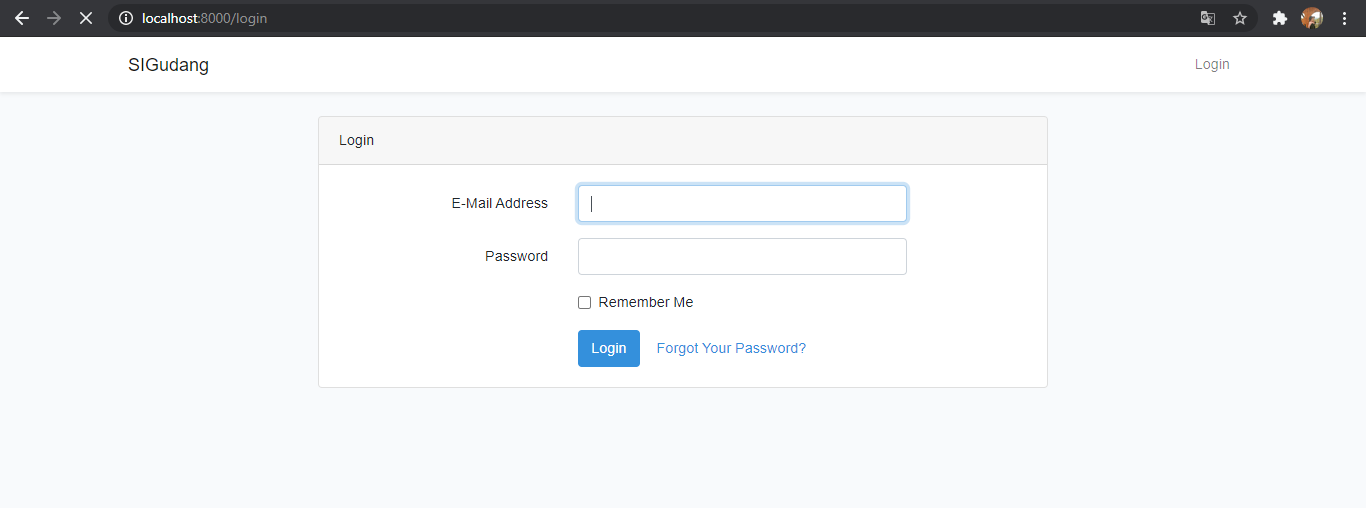 localhost:8000/login
SIGudang
Login
Login
E-Mail Address
Password
Remember Me
Login
Forgot Your Password?